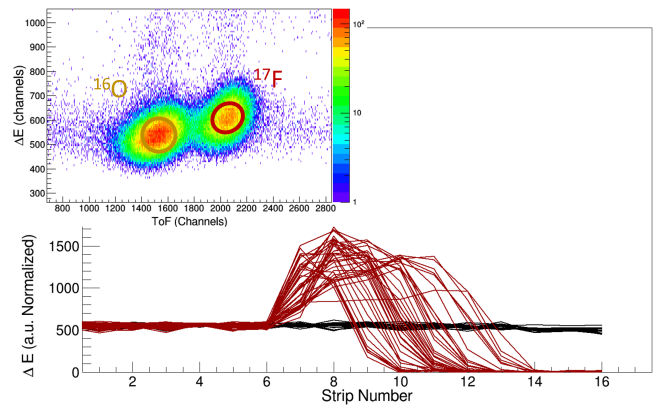 1000
900
800
700
600
500
400
300
ΔE (channels)
¹⁶O
¹⁷F
10²
10
1
800 1000 1200 1400 1600 1800 2000 2200 2400 2600 2800
ToF (Channels)
1500
1000
500
0
Δ E (a.u. Normalized)
2 4 6 8 10 12 14 16
Strip Number